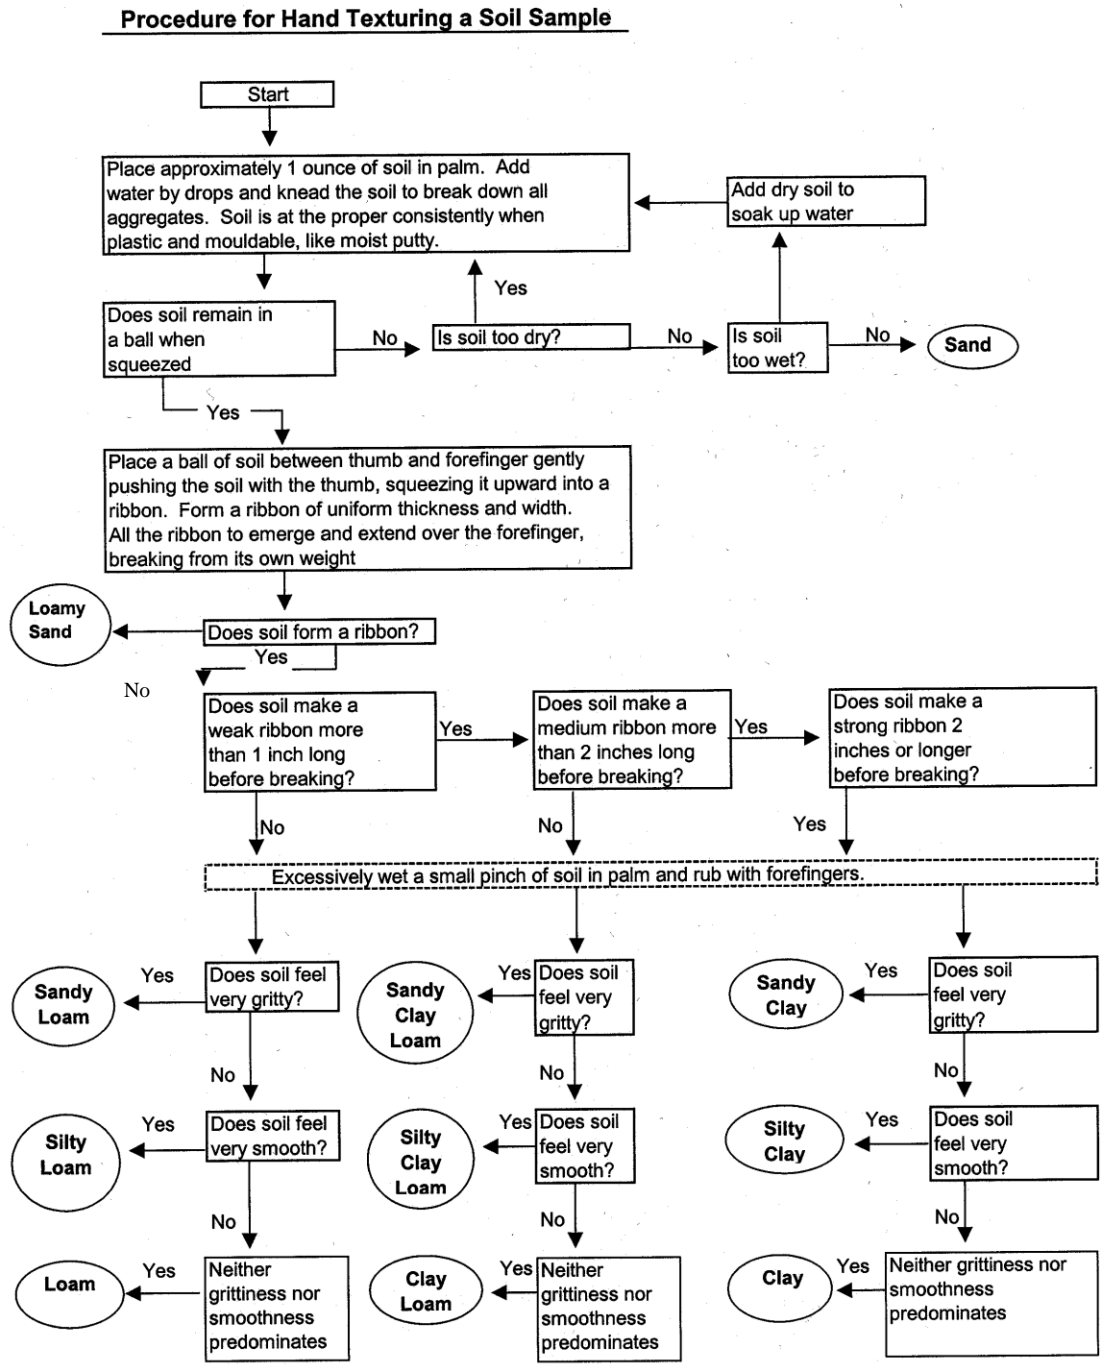 Procedure for Hand Texturing a Soil Sample
Start
Place approximately 1 ounce of soil in palm. Add
water by drops and knead the soil to break down all
aggregates. Soil is at the proper consistently when
plastic and mouldable, like moist putty.
Add dry soil to
soak up water
Yes
Does soil remain in
a ball when
squeezed
No
Is soil too dry?
No
Is soil
too wet?
No
Sand
Yes
Place a ball of soil between thumb and forefinger gently
pushing the soil with the thumb, squeezing it upward into a
ribbon. Form a ribbon of uniform thickness and width.
All the ribbon to emerge and extend over the forefinger,
breaking from its own weight
Loamy
Sand
Does soil form a ribbon?
Yes
No
Does soil make a
weak ribbon more
than 1 inch long
before breaking?
Yes
Does soil make a
medium ribbon more
than 2 inches long
before breaking?
Yes
Does soil make a
strong ribbon 2
inches or longer
before breaking?
No
No
Yes
Excessively wet a small pinch of soil in palm and rub with forefingers.
Sandy
Loam
Yes
Does soil feel
very gritty?
Sandy
Clay
Loam
Yes
Does soil
feel very
gritty?
Sandy
Clay
Yes
Does soil
feel very
gritty?
No
No
No
Silty
Loam
Yes
Does soil feel
very smooth?
Silty
Clay
Loam
Yes
Does soil
feel very
smooth?
Silty
Clay
Yes
Does soil
feel very
smooth?
No
No
No
Loam
Yes
Neither
grittiness nor
smoothness
predominates
Clay
Loam
Yes
Neither
grittiness nor
smoothness
predominates
Clay
Yes
Neither grittiness nor
smoothness
predominates